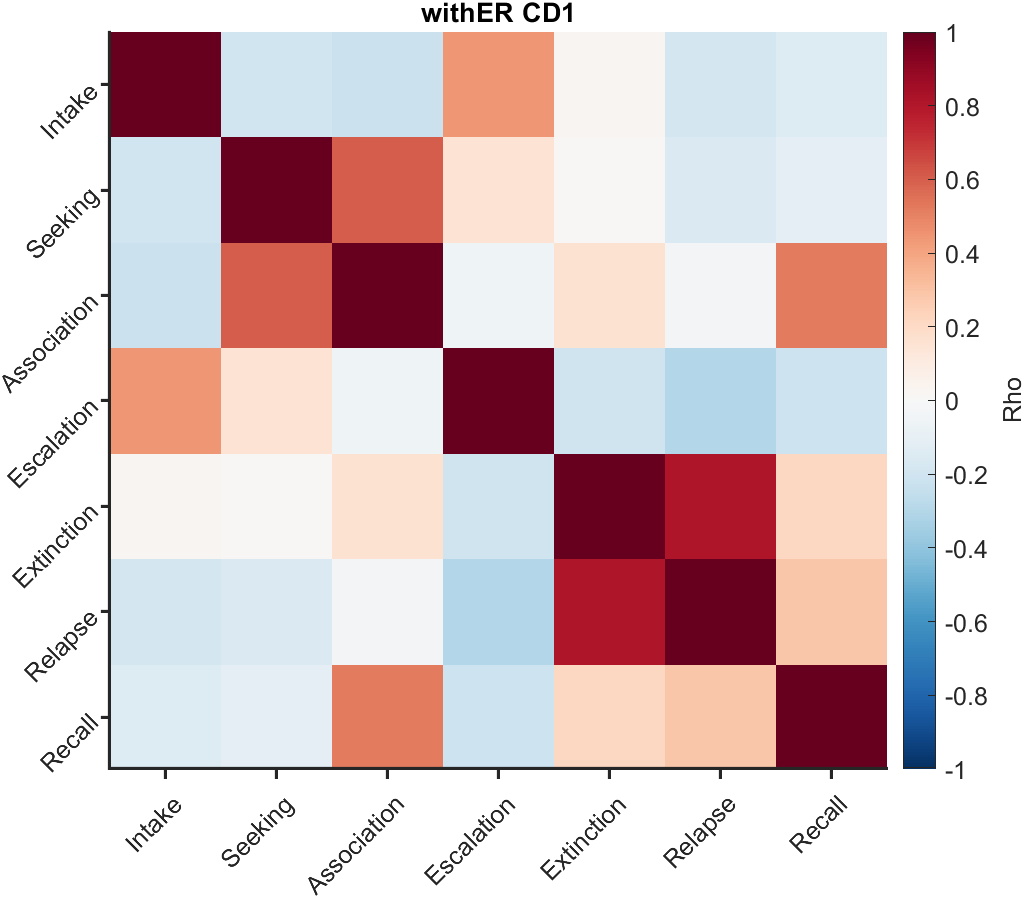 withER CD1
Intake
Seeking
Association
Escalation
Extinction
Relapse
Recall
Intake
Seeking
Association
Escalation
Extinction
Relapse
Recall
1
0.8
0.6
0.4
0.2
0
-0.2
-0.4
-0.6
-0.8
-1
Rho